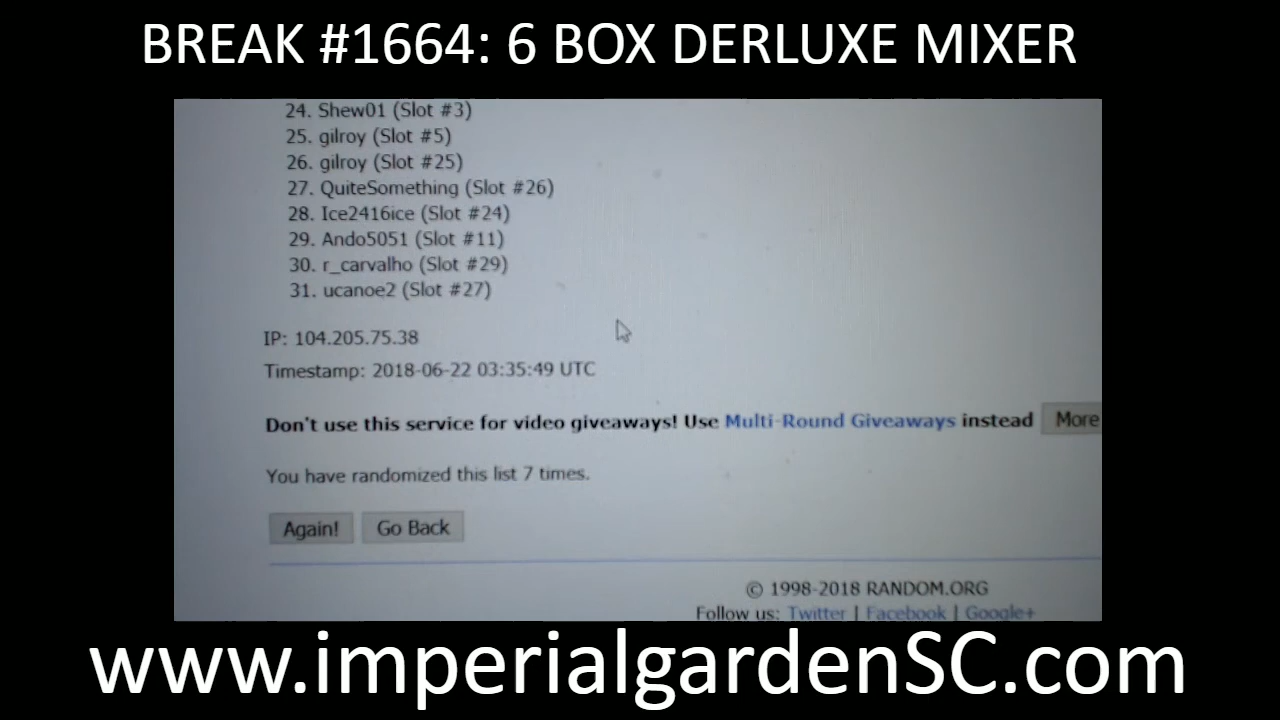 BREAK #1664: 6 BOX DERLUXE MIXER
24. Shew01 (Slot #3)
25. gilroy (Slot #5)
26. gilroy (Slot #25)
27. QuiteSomething (Slot #26)
28. Ice2416ice (Slot #24)
29. Ando5051 (Slot #11)
30. r_carvalho (Slot #29)
31. ucanoe2 (Slot #27)
IP: 104.205.75.38
Timestamp: 2018-06-22 03:35:49 UTC
Don't use this service for video giveaways! Use Multi-Round Giveaways instead More
You have randomized this list 7 times.
Again! Go Back
© 1998-2018 RANDOM.ORG
Follow us: Twitter | Facebook | Google+
www.imperialgardenSC.com